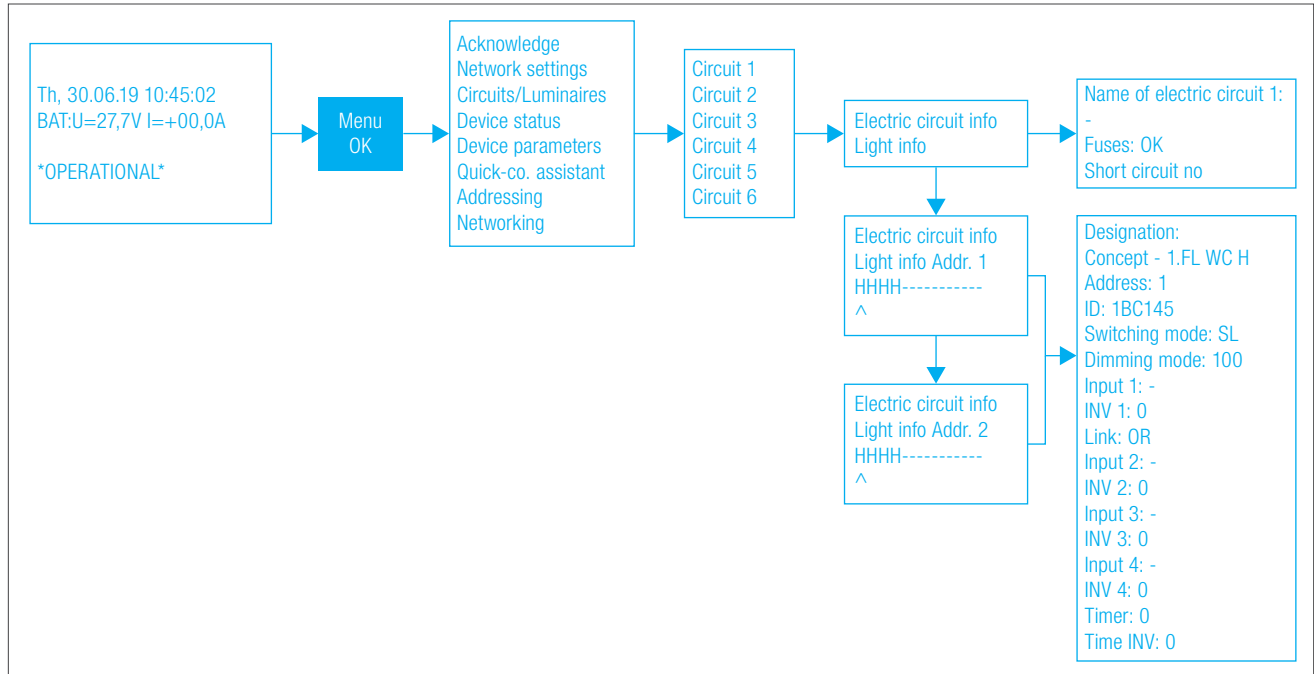 Th, 30.06.19 10:45:02
BAT:U=27,7V I=+00,0A
*OPERATIONAL*
Menu
OK
Acknowledge
Network settings
Circuits/Luminaires
Device status
Device parameters
Quick-co. assistant
Addressing
Networking
Circuit 1
Circuit 2
Circuit 3
Circuit 4
Circuit 5
Circuit 6
Electric circuit info
Light info
Name of electric circuit 1:
-
Fuses: OK
Short circuit no
Electric circuit info
Light info Addr. 1
HHHH-----------
^
Electric circuit info
Light info Addr. 2
HHHH-----------
^
Designation:
Concept - 1.FL WC H
Address: 1
ID: 1BC145
Switching mode: SL
Dimming mode: 100
Input 1: -
INV 1: 0
Link: OR
Input 2: -
INV 2: 0
Input 3: -
INV 3: 0
Input 4: -
INV 4: 0
Timer: 0
Time INV: 0